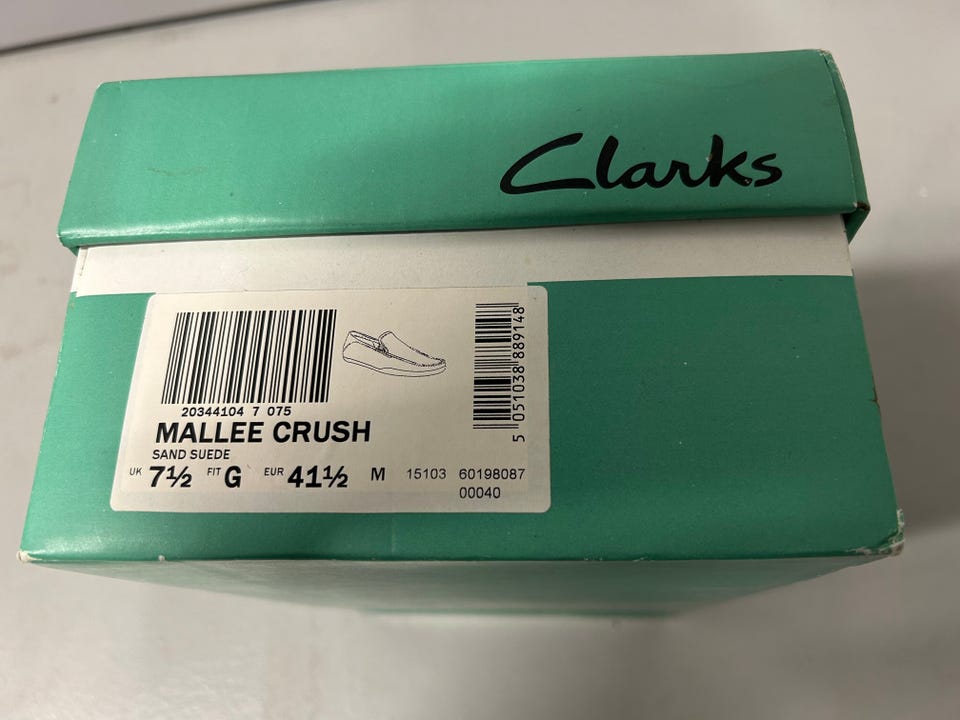 Clarks
20344104 7 075
MALLEE CRUSH
SAND SUEDE
UK 7½ FIT G EUR 41½ M 15103 60198087
00040
5 051038 889148